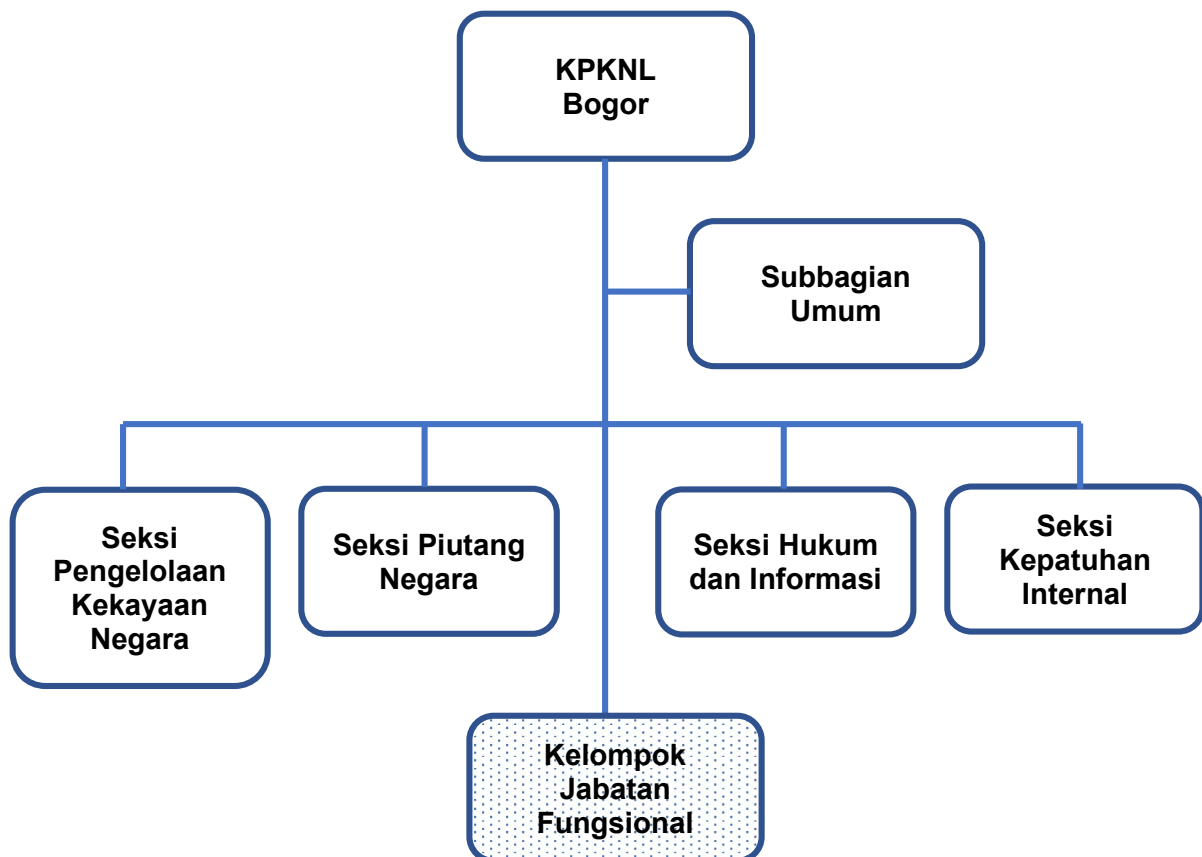 KPKNL
Bogor
Subbagian
Umum
Seksi
Pengelolaan
Kekayaan
Negara
Seksi Piutang
Negara
Seksi Hukum
dan Informasi
Seksi
Kepatuhan
Internal
Kelompok
Jabatan
Fungsional